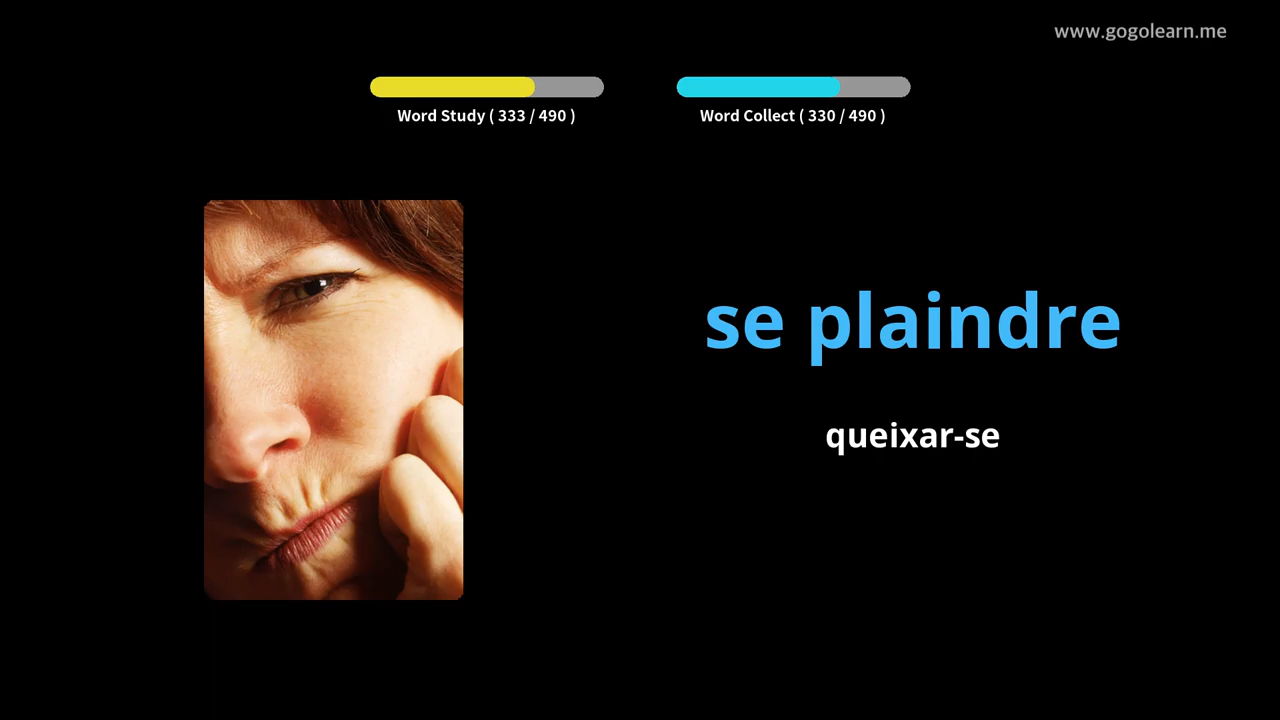 www.gogolearn.me
Word Study ( 333 / 490 )
Word Collect ( 330 / 490 )
se plaindre
queixar-se